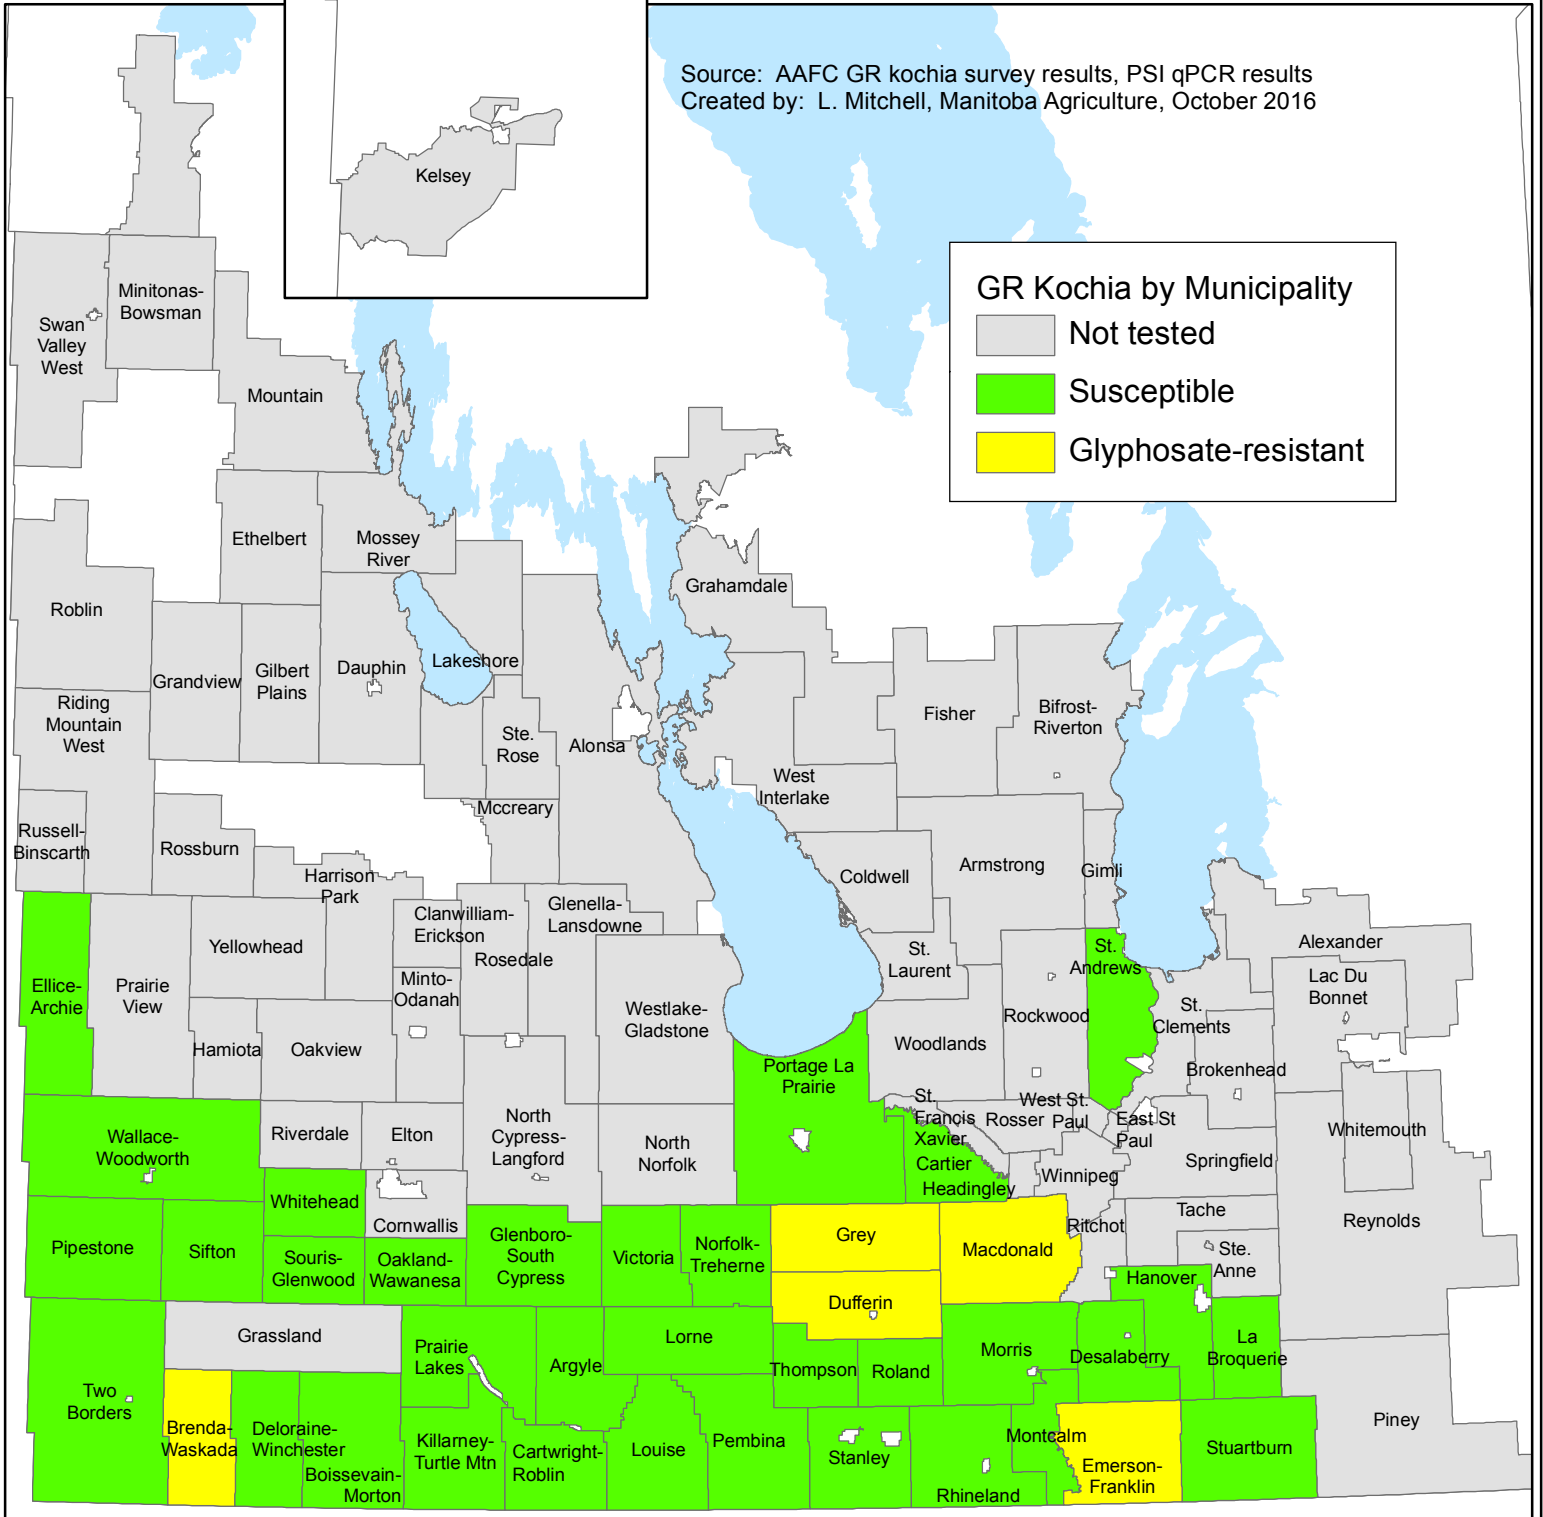 Source: AAFC GR kochia survey results, PSI qPCR results
Created by: L. Mitchell, Manitoba Agriculture, October 2016
Kelsey
GR Kochia by Municipality
Not tested
Susceptible
Glyphosate-resistant
Minitonas-
Bowsman
Swan
Valley
West
Mountain
Ethelbert
Mossey
River
Grahamdale
Roblin
Grandview
Gilbert
Plains
Dauphin
Lakeshore
Riding
Mountain
West
Ste.
Rose
Alonsa
Fisher
Bifrost-
Riverton
West
Interlake
Mccreary
Russell-
Binscarth
Rossburn
Harrison
Park
Coldwell
Armstrong
Gimli
Clanwilliam-
Erickson
Glenella-
Lansdowne
Yellowhead
Rosedale
St.
Laurent
St.
Andrews
Alexander
Ellice-
Archie
Prairie
View
Minto-
Odanah
Lac Du
Bonnet
Westlake-
Gladstone
Rockwood
St.
Clements
Hamiota
Oakview
Woodlands
Portage La
Prairie
Brokenhead
St.
Francis
Xavier
Rosser
West St.
Paul
East St
Paul
Whitemouth
Wallace-
Woodworth
Riverdale
Elton
North
Cypress-
Langford
North
Norfolk
Cartier
Headingley
Winnipeg
Springfield
Whitehead
Cornwallis
Tache
Ritchot
Reynolds
Pipestone
Sifton
Souris-
Glenwood
Oakland-
Wawanesa
Glenboro-
South
Cypress
Victoria
Norfolk-
Treherne
Grey
Macdonald
Ste.
Anne
Hanover
Dufferin
Grassland
Prairie
Lakes
Argyle
Lorne
Thompson
Roland
Morris
Desalaberry
La
Broquerie
Two
Borders
Brenda-
Waskada
Deloraine-
Winchester
Boissevain-
Morton
Killarney-
Turtle Mtn
Cartwright-
Roblin
Louise
Pembina
Stanley
Rhineland
Montcalm
Emerson-
Franklin
Stuartburn
Piney